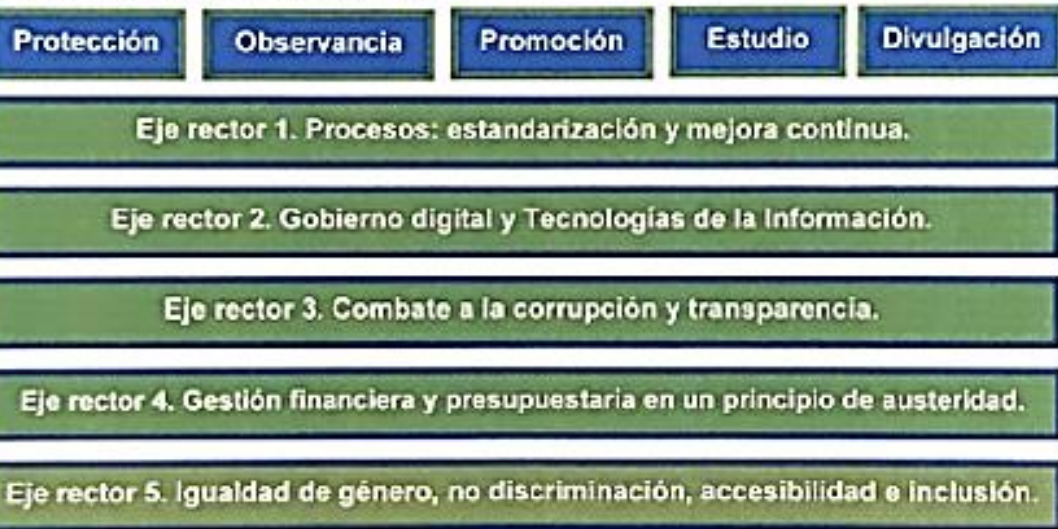 Protección
Observancia
Promoción
Estudio
Divulgación
Eje rector 1. Procesos: estandarización y mejora continua.
Eje rector 2. Gobierno digital y Tecnologías de la Información.
Eje rector 3. Combate a la corrupción y transparencia.
Eje rector 4. Gestión financiera y presupuestaria en un principio de austeridad.
Eje rector 5. Igualdad de género, no discriminación, accesibilidad e inclusión.